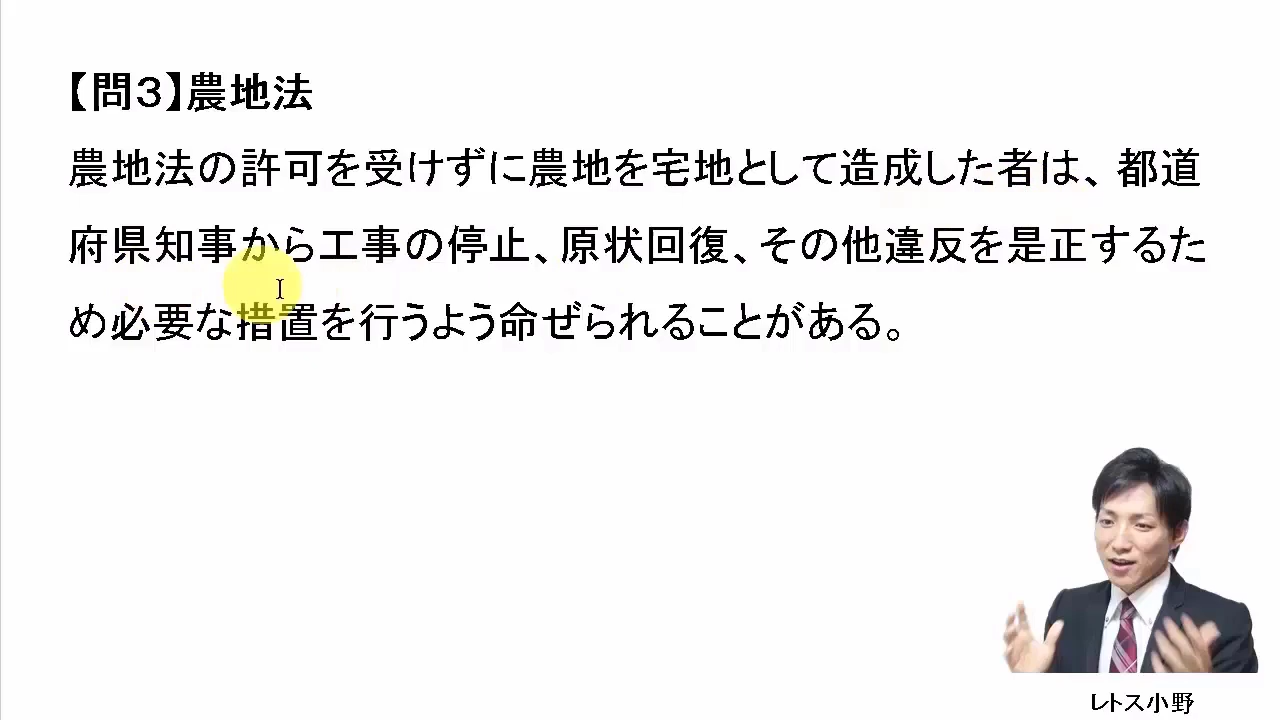 【問３】農地法
農地法の許可を受けずに農地を宅地として造成した者は、都道
府県知事から工事の停止、原状回復、その他違反を是正するた
め必要な措置を行うよう命ぜられることがある。
レトス小野